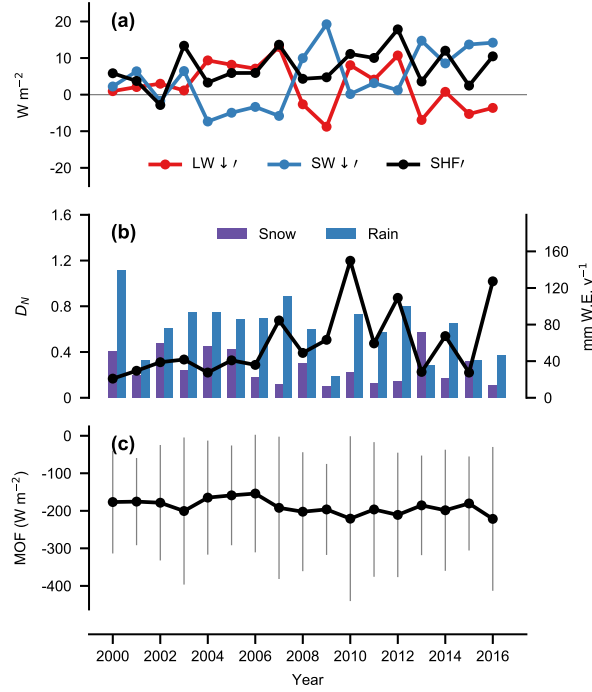 (a)
20
10
0
-10
-20
W m−2
LW ↓ ′ SW ↓ ′ SHF′
(b)
Snow Rain
1.6
1.2
0.8
0.4
0
DN
160
120
80
40
0
mm W.E. y−1
(c)
0
-100
-200
-300
-400
MOF (W m−2)
2000 2002 2004 2006 2008 2010 2012 2014 2016
Year